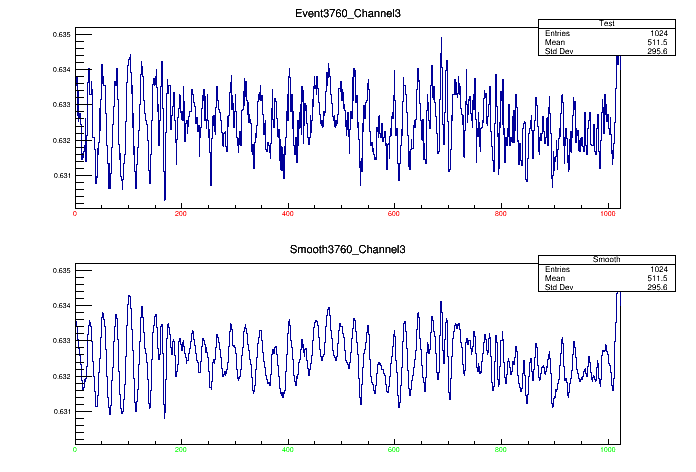 Event3760_Channel3
Test
Entries 1024
Mean 511.5
Std Dev 295.6
0.635
0.634
0.633
0.632
0.631
0 200 400 600 800 1000
Smooth3760_Channel3
Smooth
Entries 1024
Mean 511.5
Std Dev 295.6
0.635
0.634
0.633
0.632
0.631
0 200 400 600 800 1000